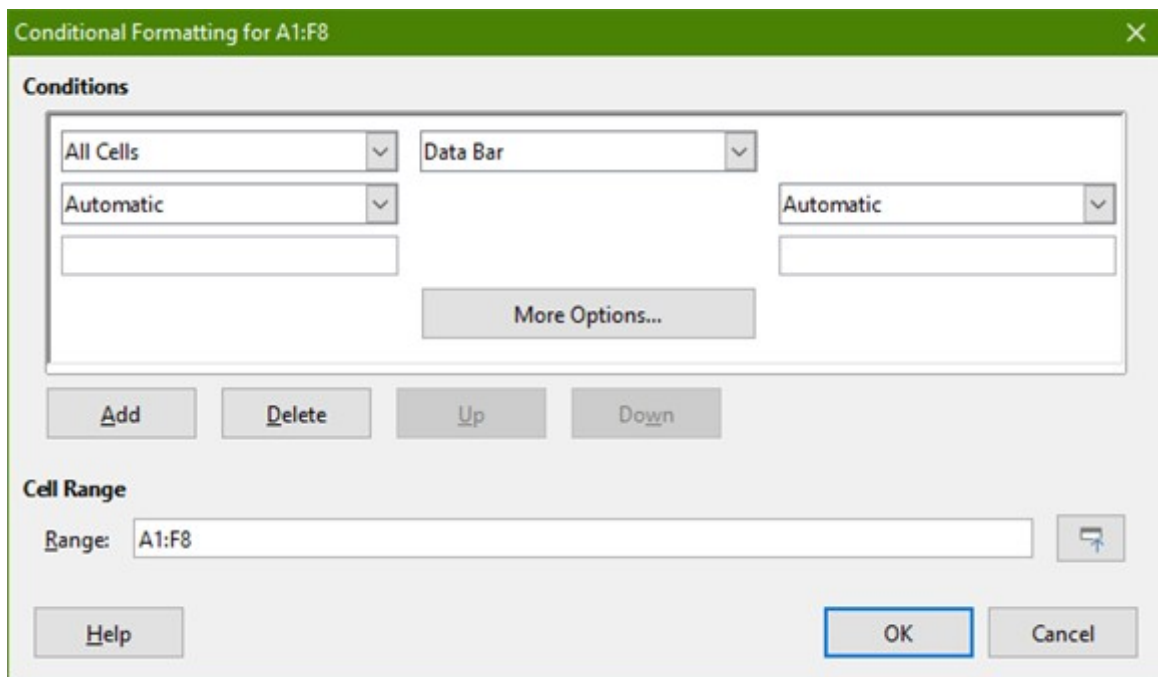 Conditional Formatting for A1:F8
Conditions
All Cells Data Bar
Automatic Automatic
More Options...
Add Delete Up Down
Cell Range
Range: A1:F8
Help OK Cancel